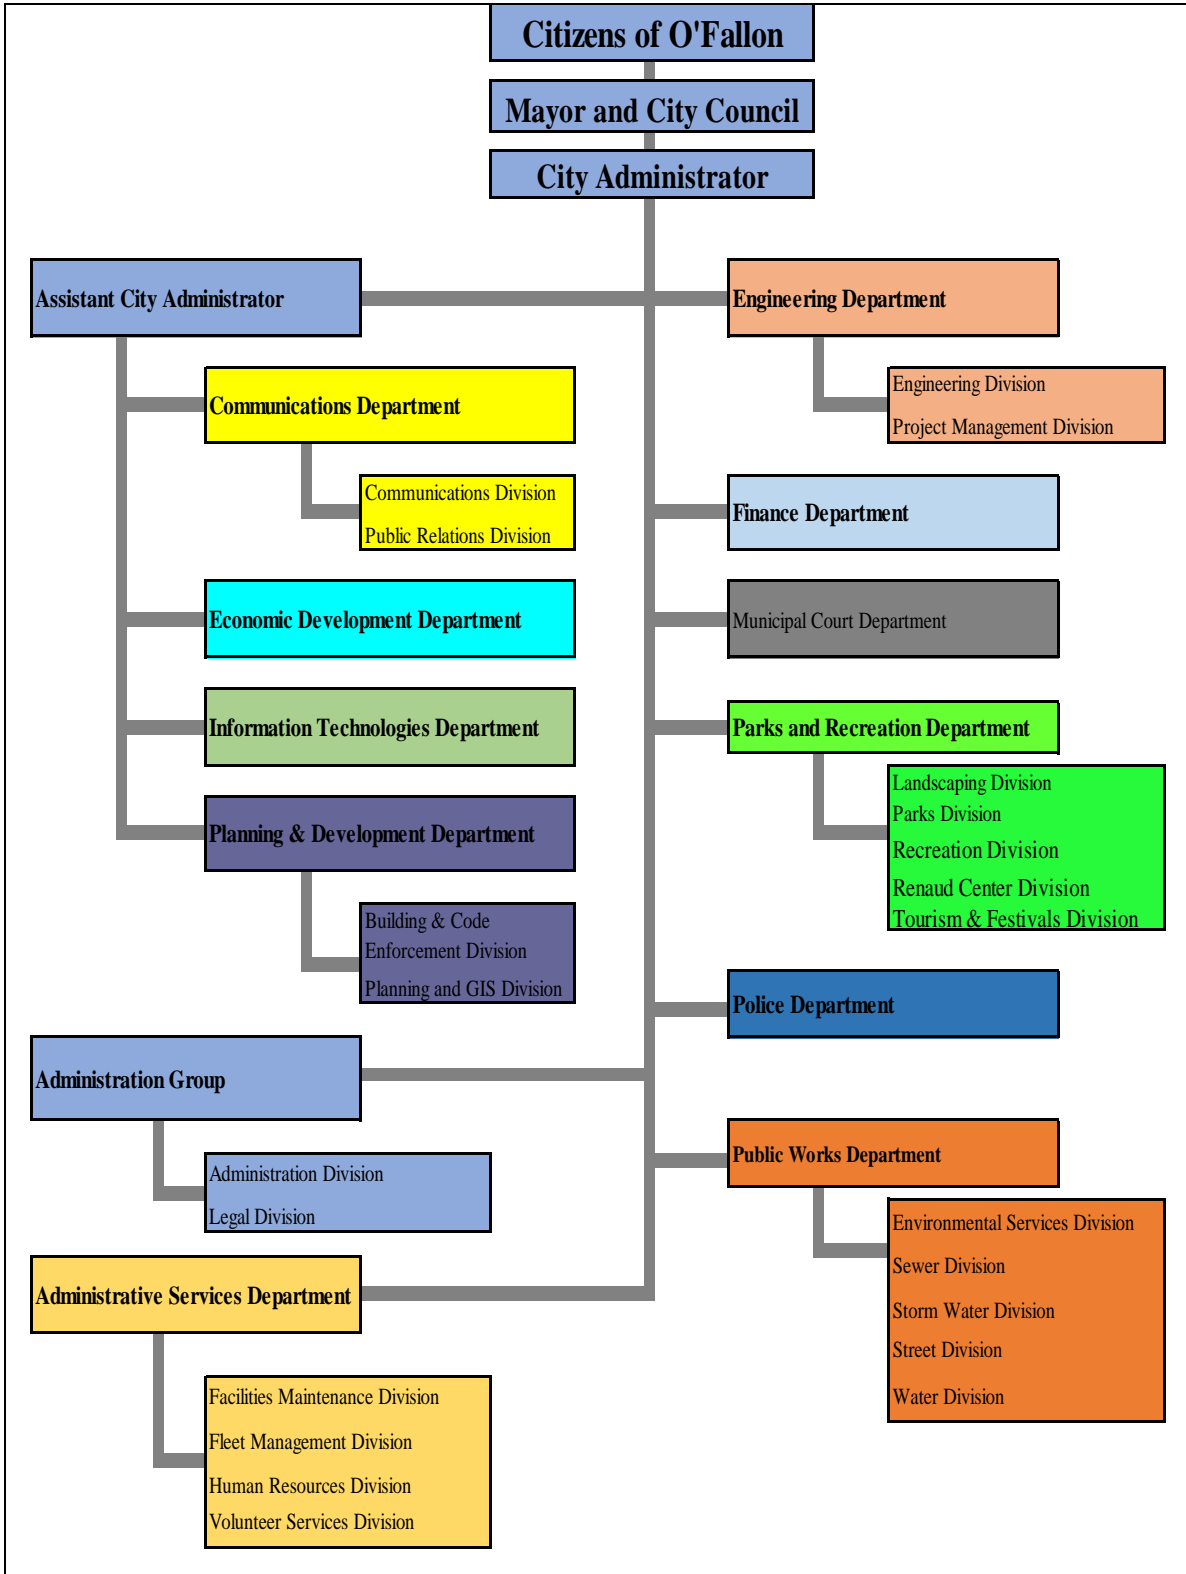 Citizens of O'Fallon
Mayor and City Council
City Administrator
Assistant City Administrator
Communications Department
Communications Division
Public Relations Division
Economic Development Department
Information Technologies Department
Planning & Development Department
Building & Code
Enforcement Division
Planning and GIS Division
Administration Group
Administration Division
Legal Division
Administrative Services Department
Facilities Maintenance Division
Fleet Management Division
Human Resources Division
Volunteer Services Division
Engineering Department
Engineering Division
Project Management Division
Finance Department
Municipal Court Department
Parks and Recreation Department
Landscaping Division
Parks Division
Recreation Division
Renaud Center Division
Tourism & Festivals Division
Police Department
Public Works Department
Environmental Services Division
Sewer Division
Storm Water Division
Street Division
Water Division